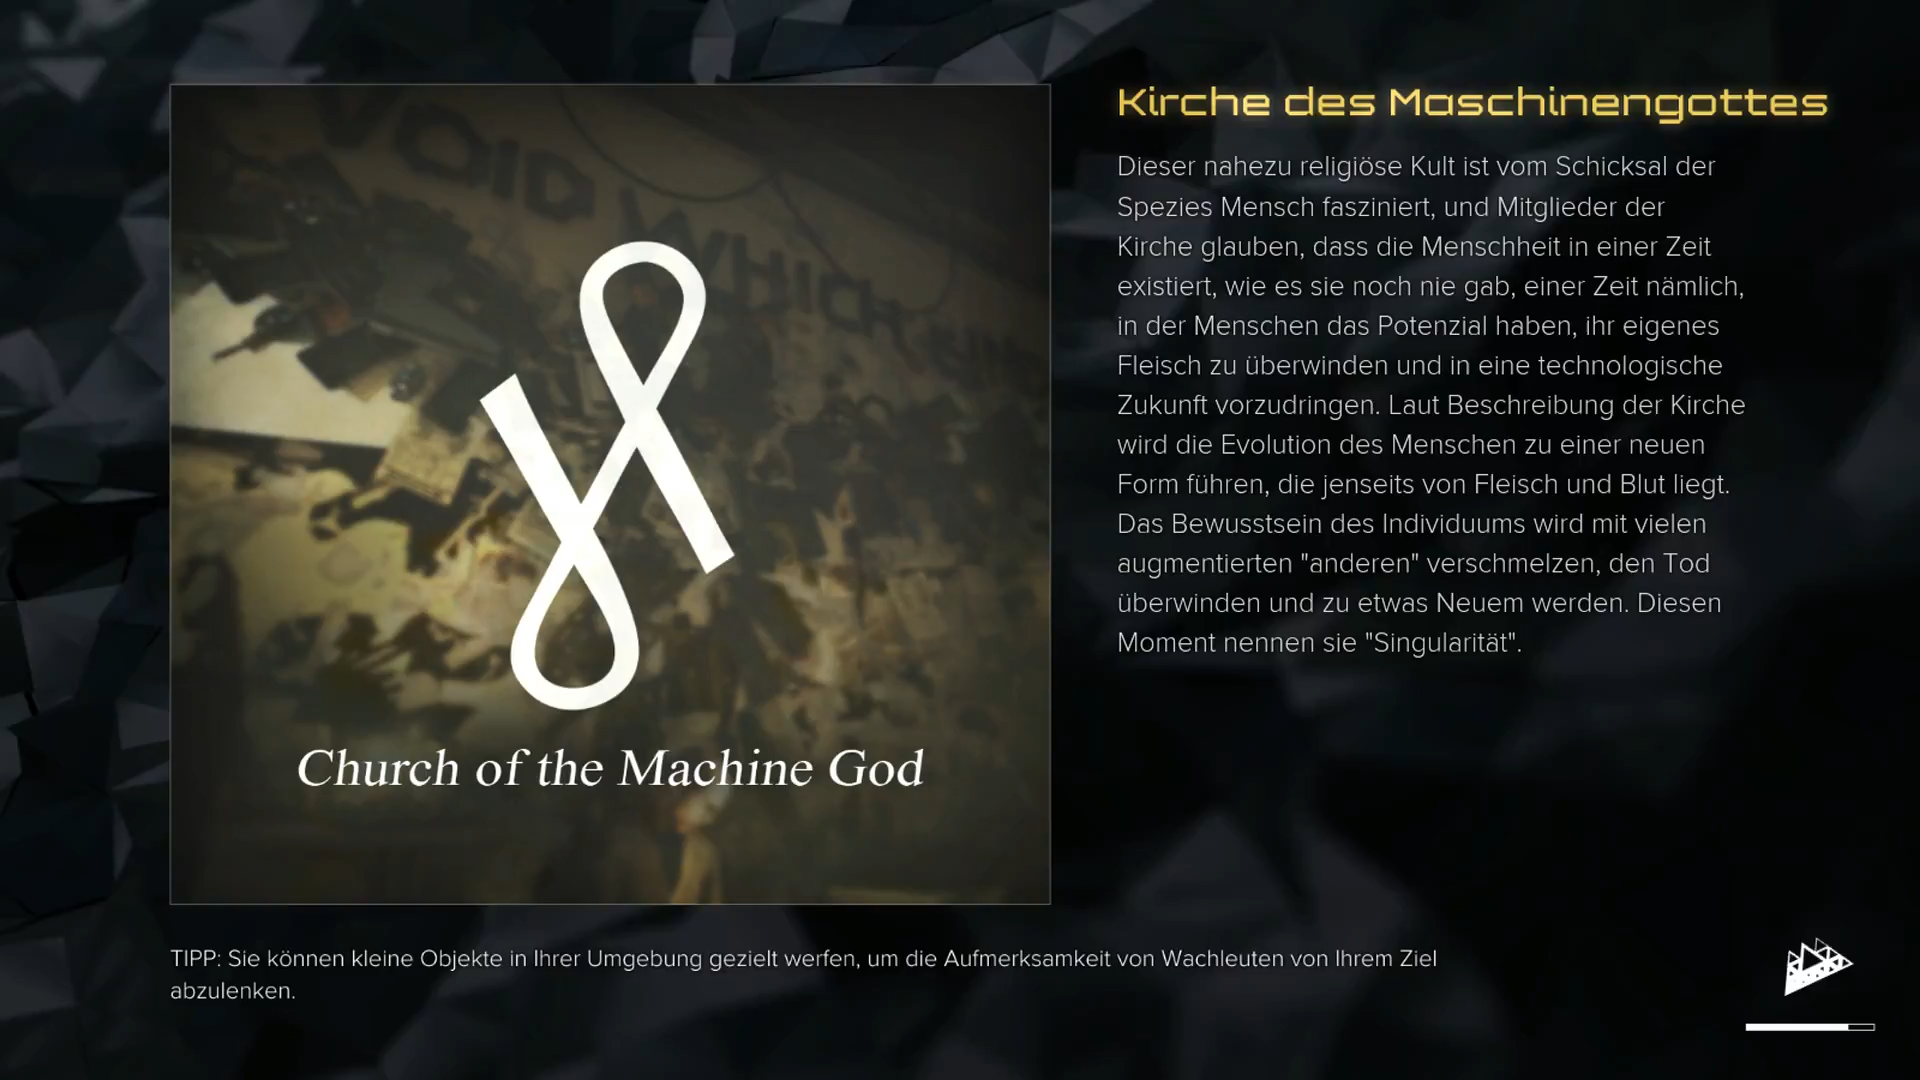 VOID WHICH
Church of the Machine God
Kirche des Maschinengottes
Dieser nahezu religiöse Kult ist vom Schicksal der
Spezies Mensch fasziniert, und Mitglieder der
Kirche glauben, dass die Menschheit in einer Zeit
existiert, wie es sie noch nie gab, einer Zeit nämlich,
in der Menschen das Potenzial haben, ihr eigenes
Fleisch zu überwinden und in eine technologische
Zukunft vorzudringen. Laut Beschreibung der Kirche
wird die Evolution des Menschen zu einer neuen
Form führen, die jenseits von Fleisch und Blut liegt.
Das Bewusstsein des Individuums wird mit vielen
augmentierten "anderen" verschmelzen, den Tod
überwinden und zu etwas Neuem werden. Diesen
Moment nennen sie "Singularität".
TIPP: Sie können kleine Objekte in Ihrer Umgebung gezielt werfen, um die Aufmerksamkeit von Wachleuten von Ihrem Ziel
abzulenken.